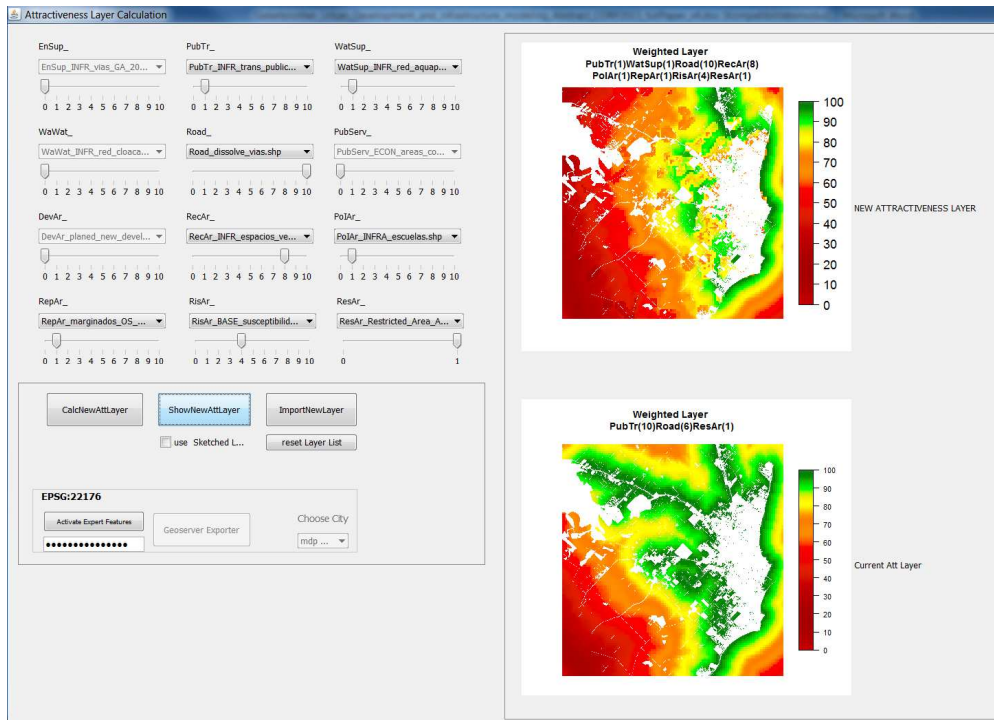 Attractiveness Layer Calculation
EnSup_ PubTr_ WatSup_
EnSup_INFR_vias_GA_20... PubTr_INFR_trans_public... WatSup_INFR_red_aquap...
0 1 2 3 4 5 6 7 8 9 10 0 1 2 3 4 5 6 7 8 9 10 0 1 2 3 4 5 6 7 8 9 10
WaWat_ Road_ PubServ_
WaWat_INFR_red_cloaca... Road_dissolve_vias.shp PubServ_ECON_areas_co...
0 1 2 3 4 5 6 7 8 9 10 0 1 2 3 4 5 6 7 8 9 10 0 1 2 3 4 5 6 7 8 9 10
DevAr_ RecAr_ PoIAr_
DevAr_planed_new_devel... RecAr_INFR_espacios_ve... PoIAr_INFRA_escuelas.shp
0 1 2 3 4 5 6 7 8 9 10 0 1 2 3 4 5 6 7 8 9 10 0 1 2 3 4 5 6 7 8 9 10
RepAr_ RisAr_ ResAr_
RepAr_marginados_OS_... RisAr_BASE_susceptibilid... ResAr_Restricted_Area_A...
0 1 2 3 4 5 6 7 8 9 10 0 1 2 3 4 5 6 7 8 9 10 0 1
CalcNewAttLayer ShowNewAttLayer ImportNewLayer
use Sketched L... reset Layer List
EPSG:22176
Activate Expert Features Geoserver Exporter Choose City
mdp ...
Weighted Layer
PubTr(1)WatSup(1)Road(10)RecAr(8)
PoIAr(1)RepAr(1)RisAr(4)ResAr(1)
100
90
80
70
60
50
40
30
20
10
0
NEW ATTRACTIVENESS LAYER
Weighted Layer
PubTr(10)Road(6)ResAr(1)
100
90
80
70
60
50
40
30
20
10
0
Current Att Layer